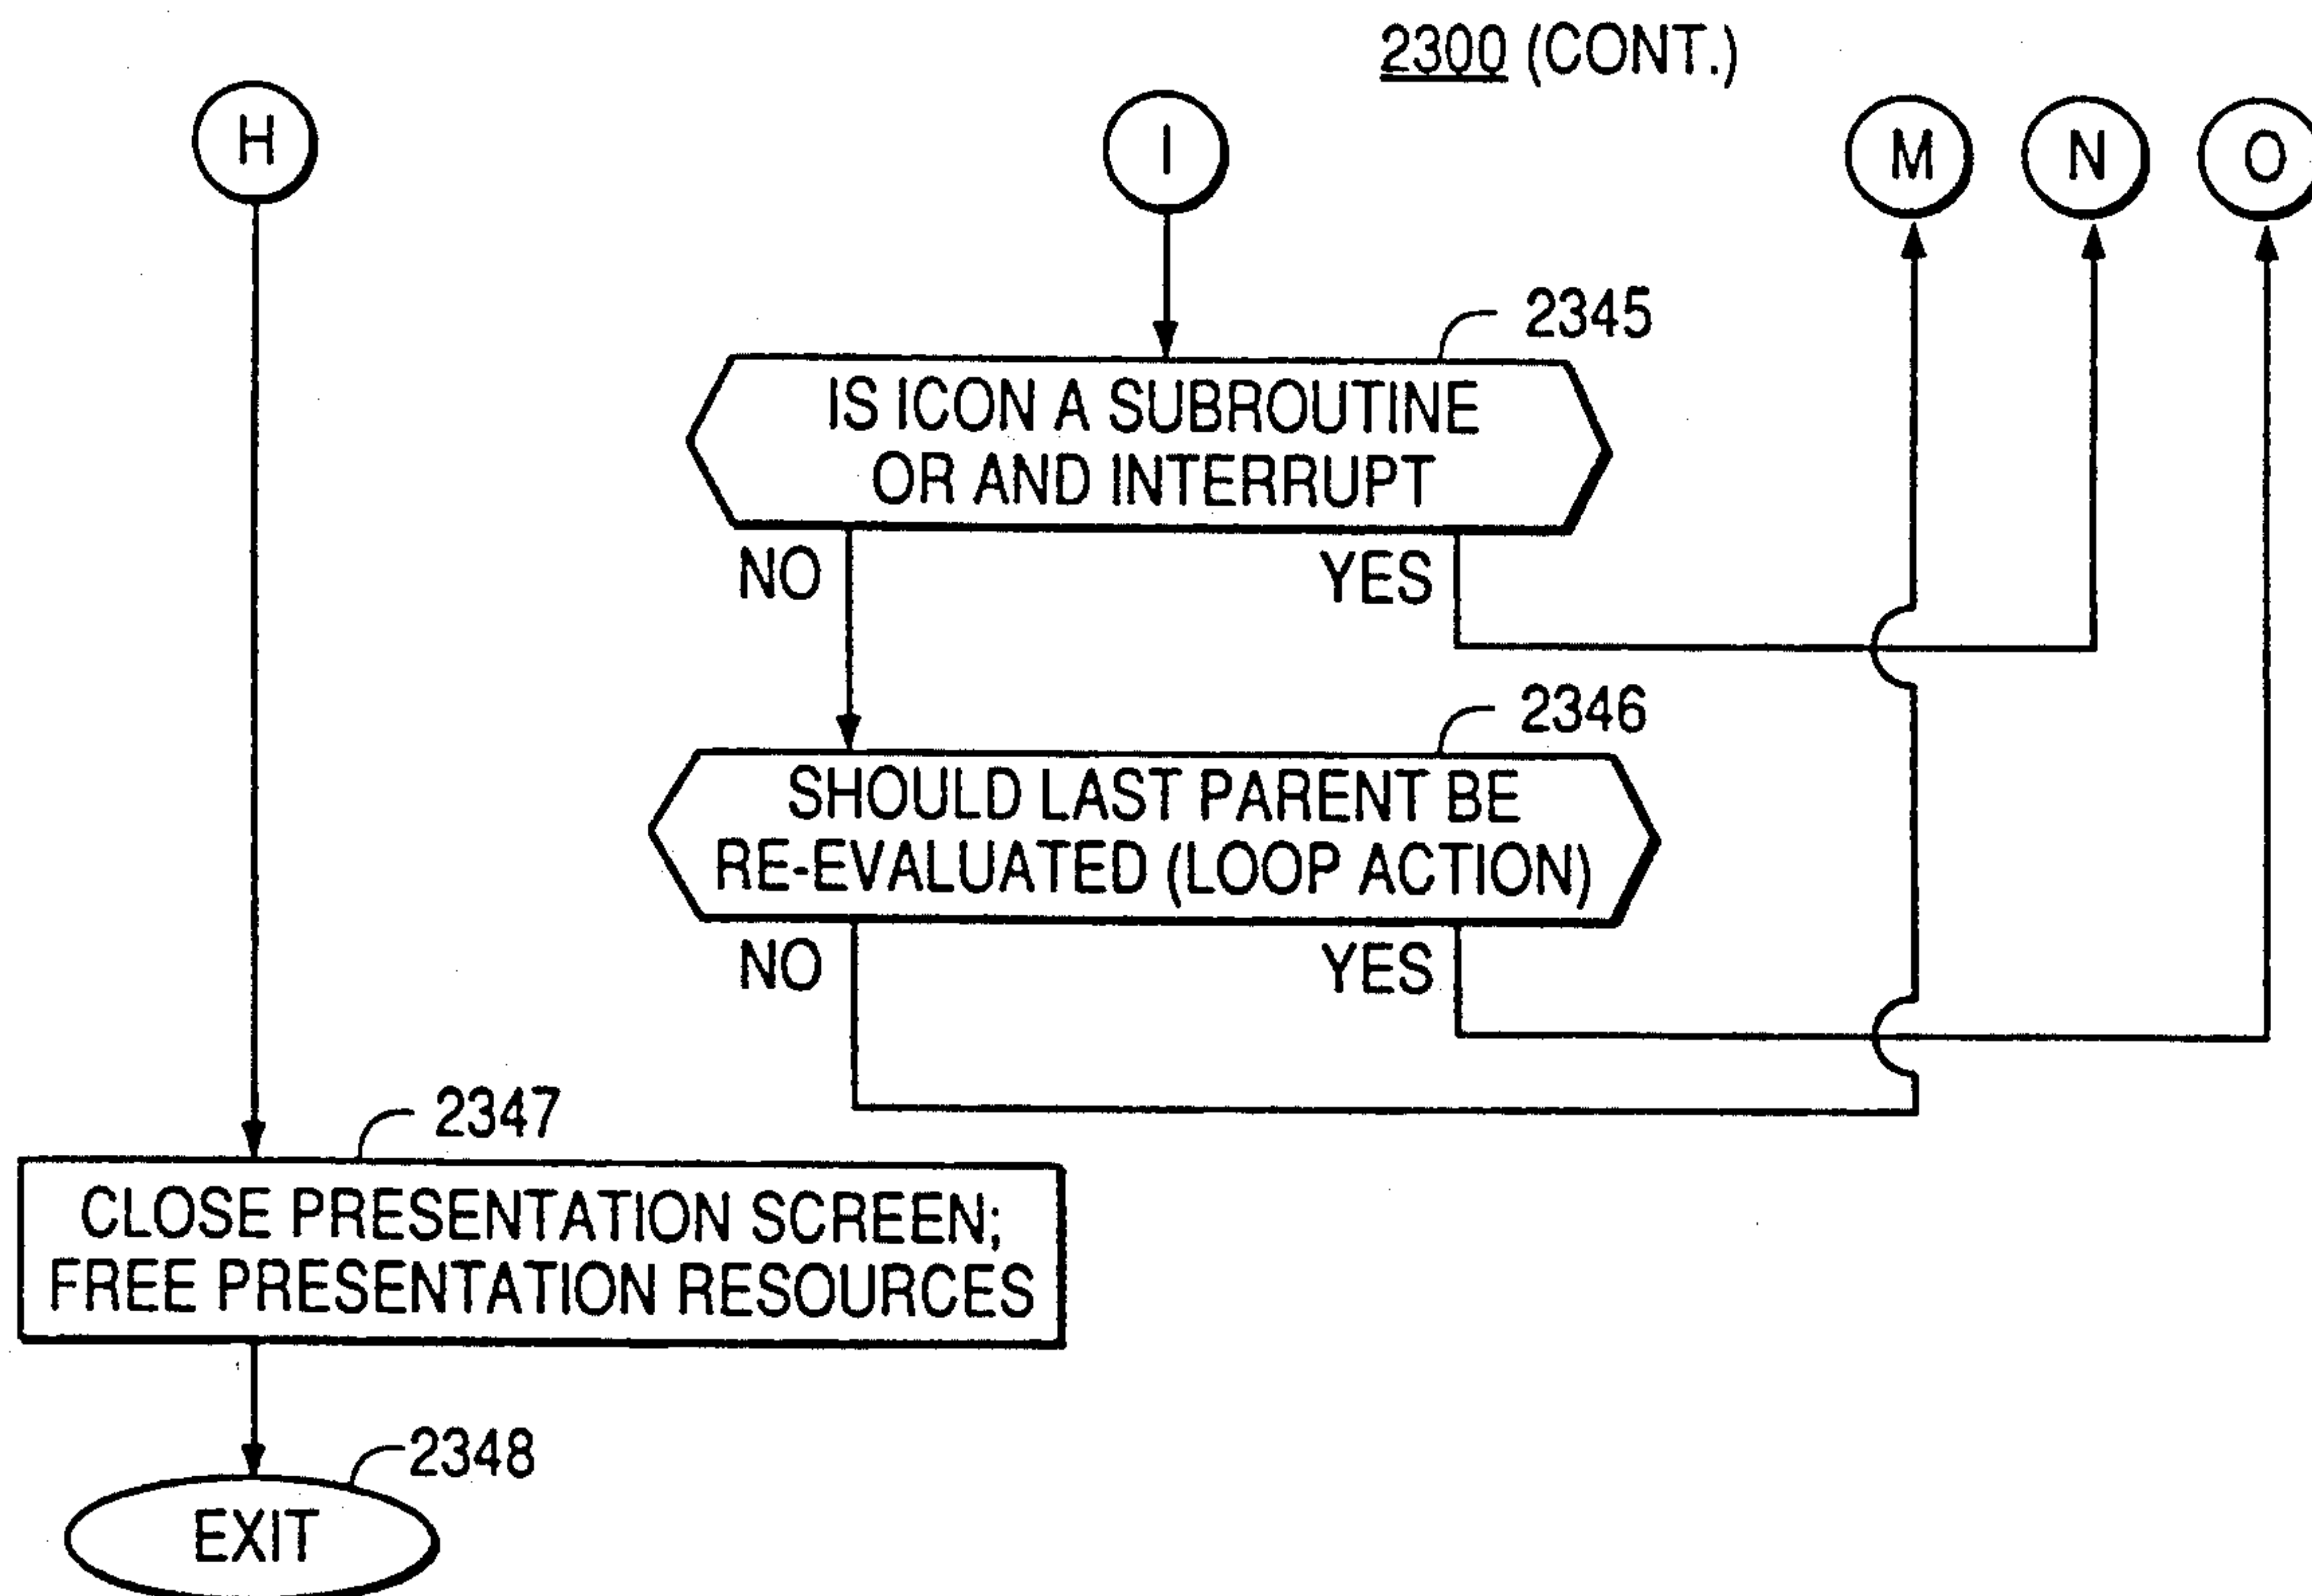 2300 (CONT.)
H
I
M
N
O
2345
IS ICON A SUBROUTINE
OR AND INTERRUPT
NO
YES
2346
SHOULD LAST PARENT BE
RE-EVALUATED (LOOP ACTION)
NO
YES
2347
CLOSE PRESENTATION SCREEN;
FREE PRESENTATION RESOURCES
2348
EXIT